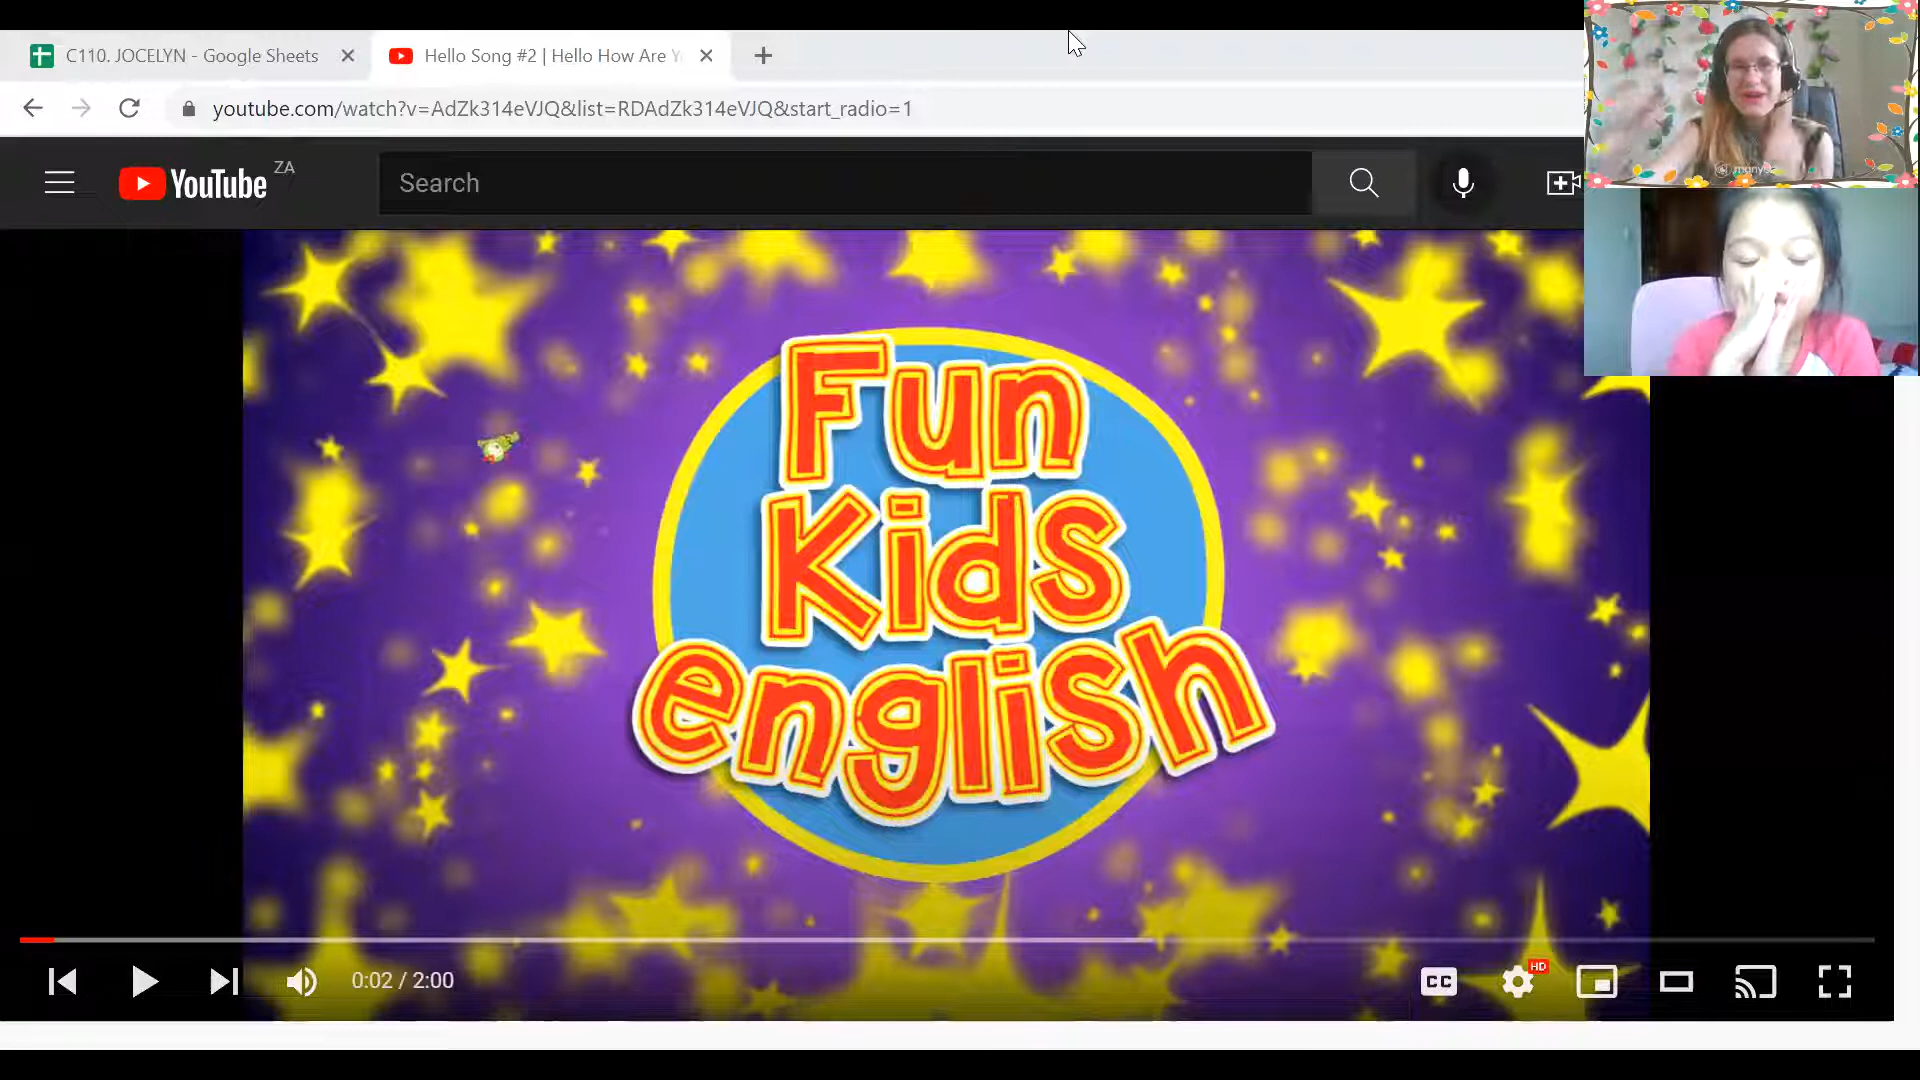 C110. JOCELYN - Google Sheets
Hello Song #2 | Hello How Are Y
youtube.com/watch?v=AdZk314eVJQ&list=RDAdZk314eVJQ&start_radio=1
YouTube ZA
Search
Fun
Kids
english
0:02 / 2:00
CC
HD